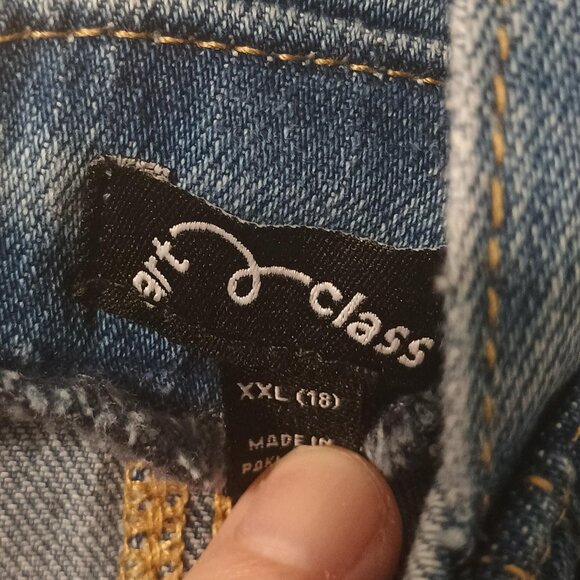 art class
XXL (18)
MADE IN